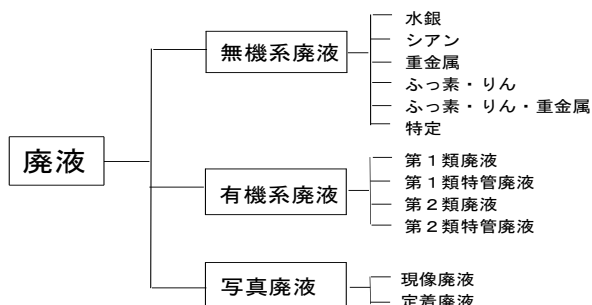 廃液
無機系廃液
水銀
シアン
重金属
ふっ素・りん
ふっ素・りん・重金属
特定
有機系廃液
第１類廃液
第１類特管廃液
第２類廃液
第２類特管廃液
写真廃液
現像廃液
定着廃液